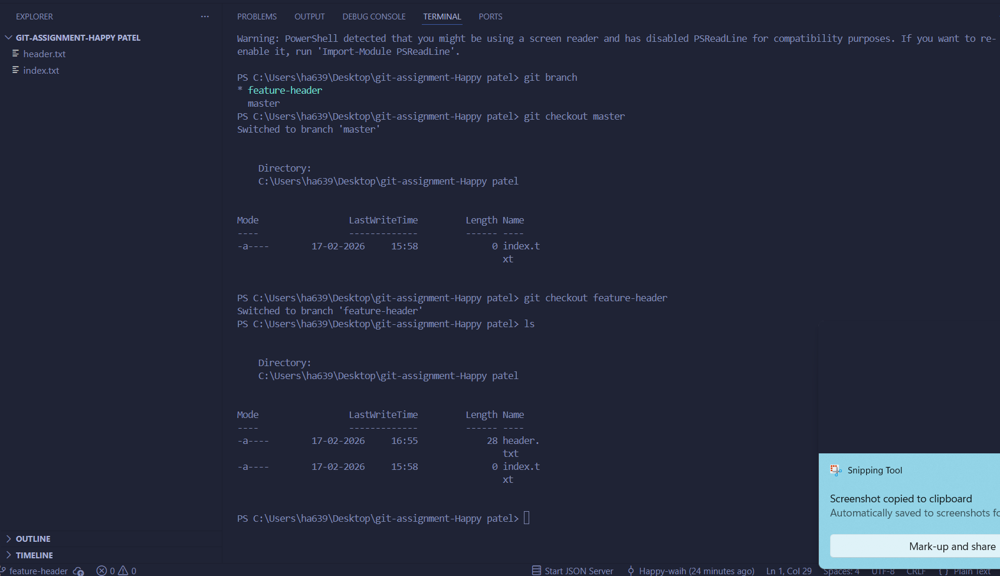 EXPLORER
···
GIT-ASSIGNMENT-HAPPY PATEL
header.txt
index.txt
PROBLEMS OUTPUT DEBUG CONSOLE TERMINAL PORTS
Warning: PowerShell detected that you might be using a screen reader and has disabled PSReadLine for compatibility purposes. If you want to re-
enable it, run 'Import-Module PSReadLine'.
PS C:\Users\ha639\Desktop\git-assignment-Happy patel> git branch
* feature-header
master
PS C:\Users\ha639\Desktop\git-assignment-Happy patel> git checkout master
Switched to branch 'master'
Directory:
C:\Users\ha639\Desktop\git-assignment-Happy patel
Mode LastWriteTime Length Name
---- ------------- ------ ----
-a---- 17-02-2026 15:58 0 index.t
xt
PS C:\Users\ha639\Desktop\git-assignment-Happy patel> git checkout feature-header
Switched to branch 'feature-header'
PS C:\Users\ha639\Desktop\git-assignment-Happy patel> ls
Directory:
C:\Users\ha639\Desktop\git-assignment-Happy patel
Mode LastWriteTime Length Name
---- ------------- ------ ----
-a---- 17-02-2026 16:55 28 header.
txt
-a---- 17-02-2026 15:58 0 index.t
xt
PS C:\Users\ha639\Desktop\git-assignment-Happy patel>
Snipping Tool
Screenshot copied to clipboard
Automatically saved to screenshots fo
Mark-up and share
OUTLINE
TIMELINE
feature-header 0 0 Start JSON Server Happy-waih (24 minutes ago) Ln 1, Col 29 Spaces: 4 UTF-8 CRLF { } Plain Text